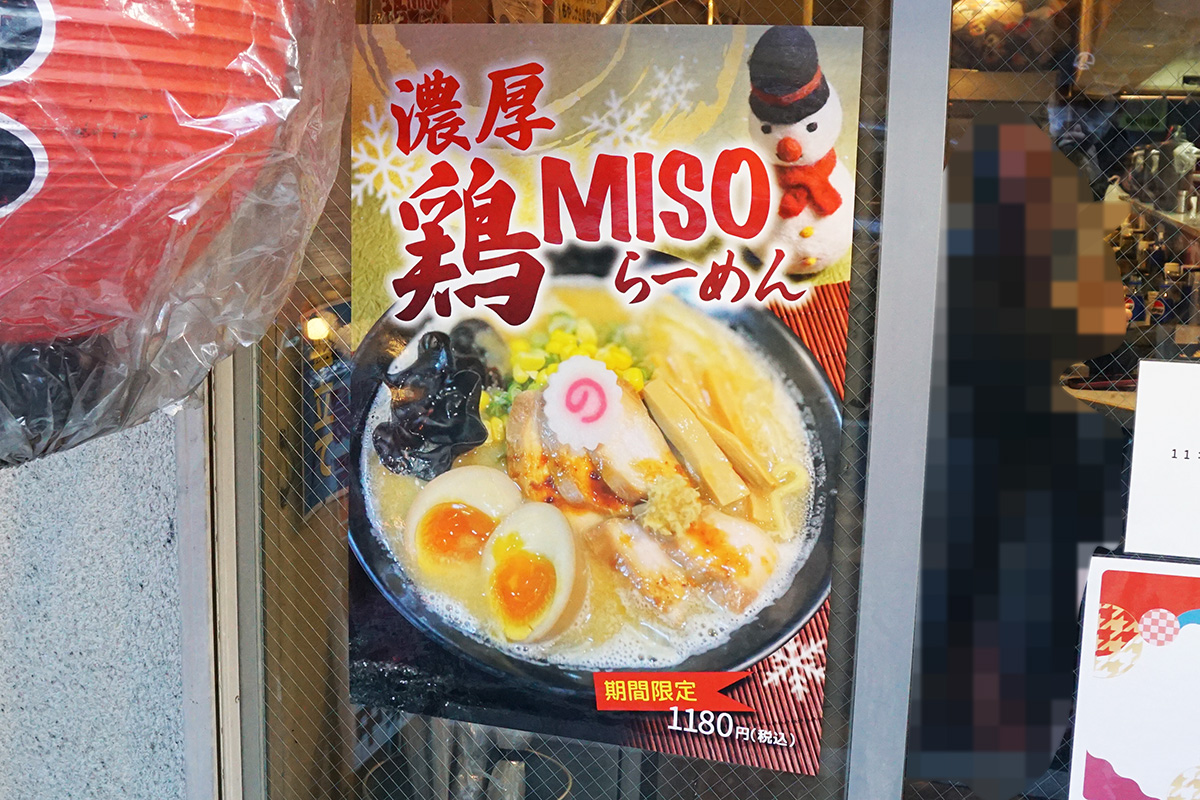 濃厚
鶏MISO
らーめん
の
期間限定
1180円(税込)
11: